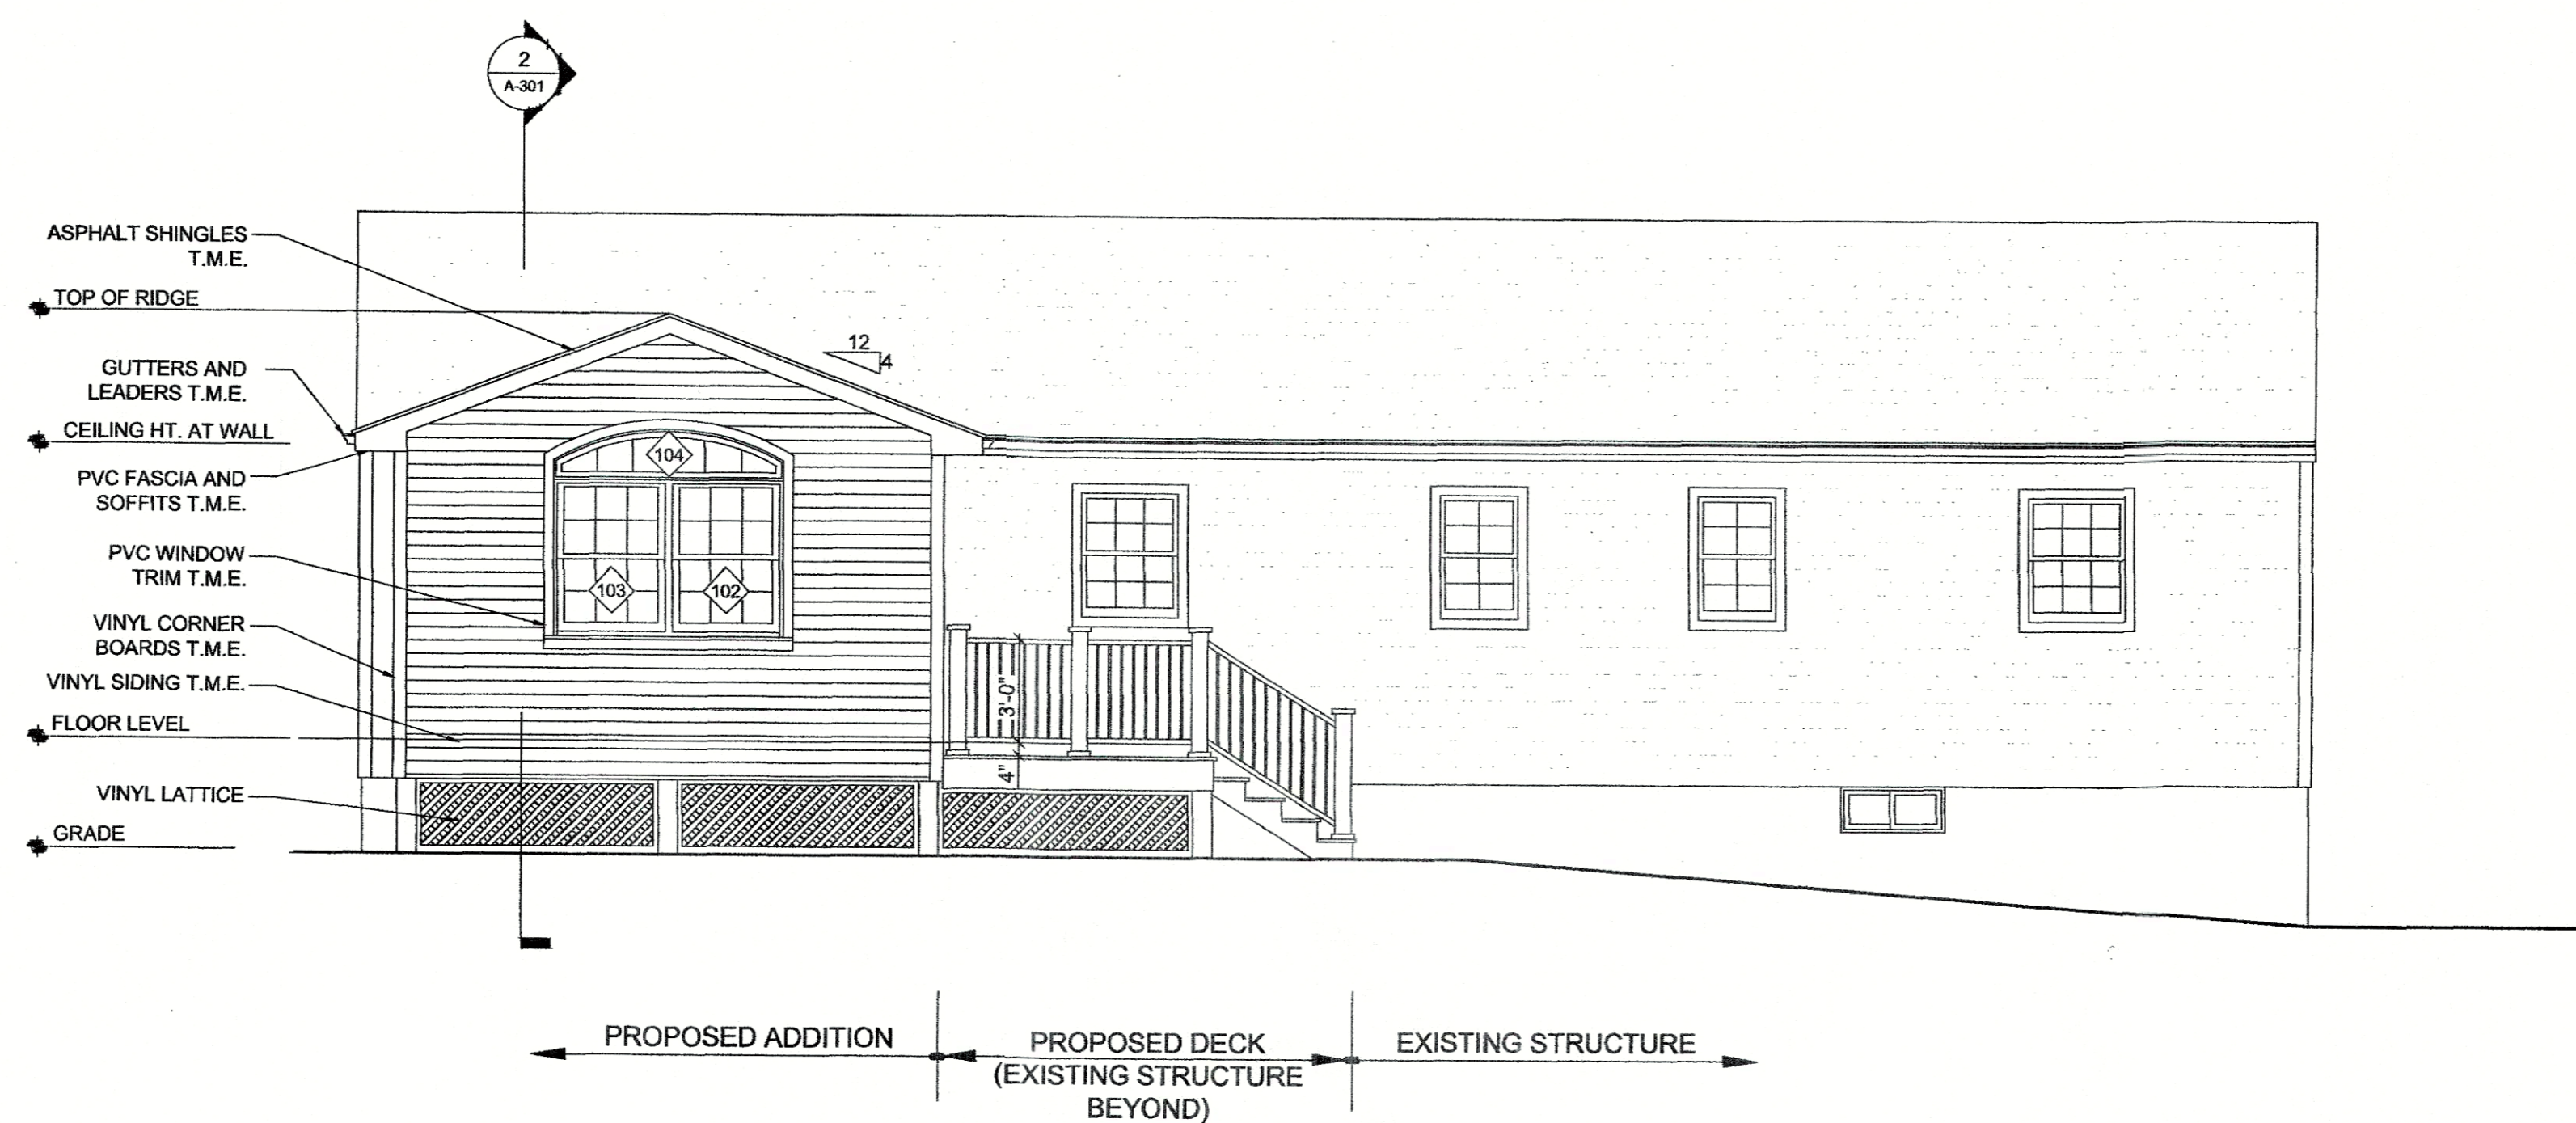 2
A-301
ASPHALT SHINGLES
T.M.E.
TOP OF RIDGE
12
4
GUTTERS AND
LEADERS T.M.E.
CEILING HT. AT WALL
104
PVC FASCIA AND
SOFFITS T.M.E.
PVC WINDOW
TRIM T.M.E.
103
102
VINYL CORNER
BOARDS T.M.E.
VINYL SIDING T.M.E.
3'-0"
FLOOR LEVEL
4"
VINYL LATTICE
GRADE
PROPOSED ADDITION
PROPOSED DECK
(EXISTING STRUCTURE
BEYOND)
EXISTING STRUCTURE